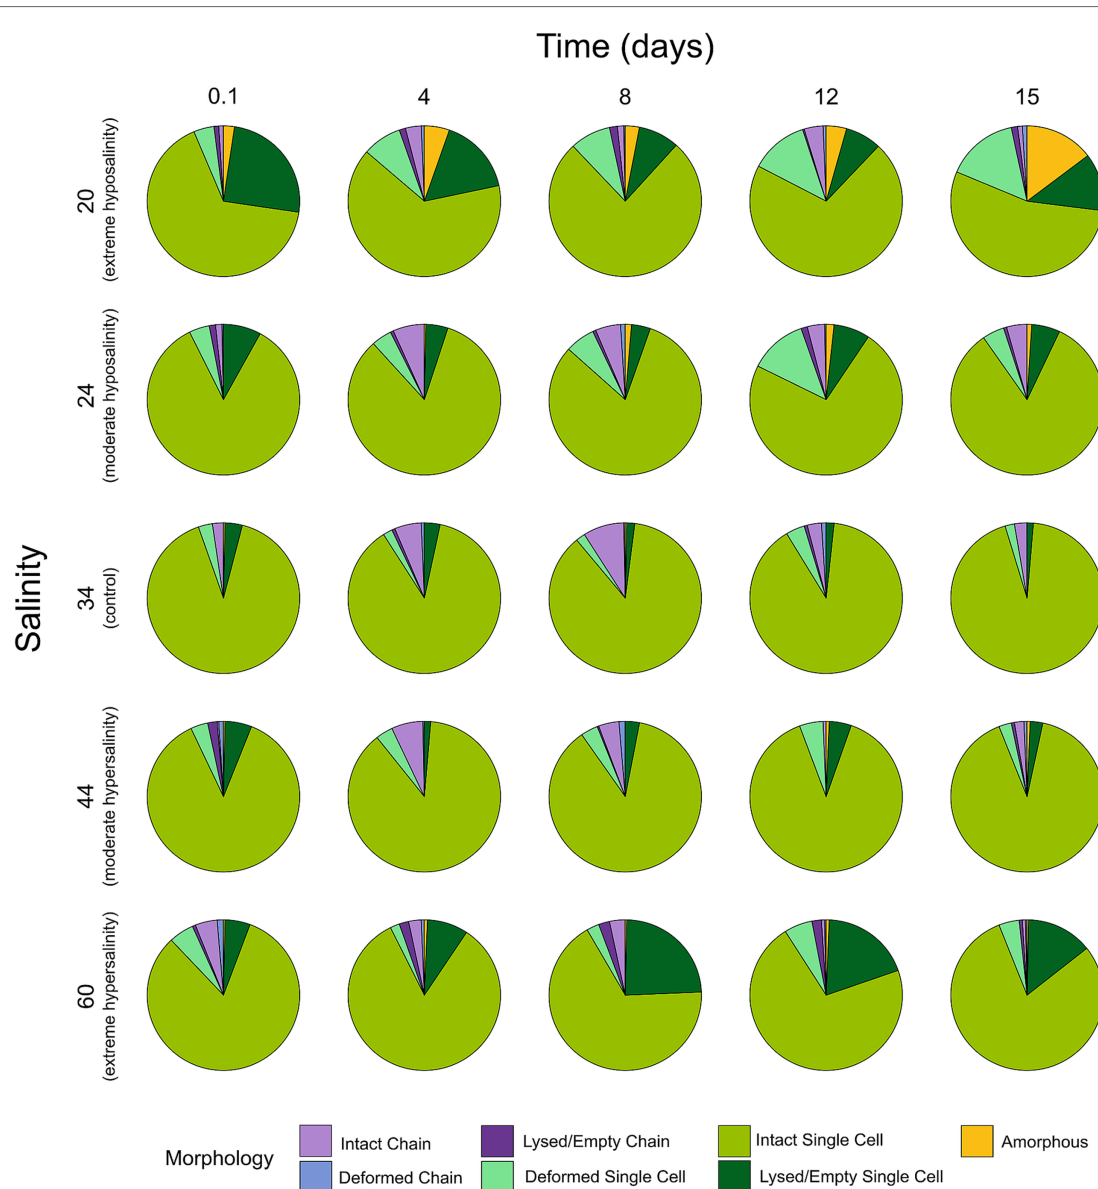 Time (days)
0.1 4 8 12 15
Salinity
20
(extreme hyposalinity)
24
(moderate hyposalinity)
34
(control)
44
(moderate hypersalinity)
60
(extreme hypersalinity)
Morphology
Intact Chain Lysed/Empty Chain Intact Single Cell Amorphous
Deformed Chain Deformed Single Cell Lysed/Empty Single Cell